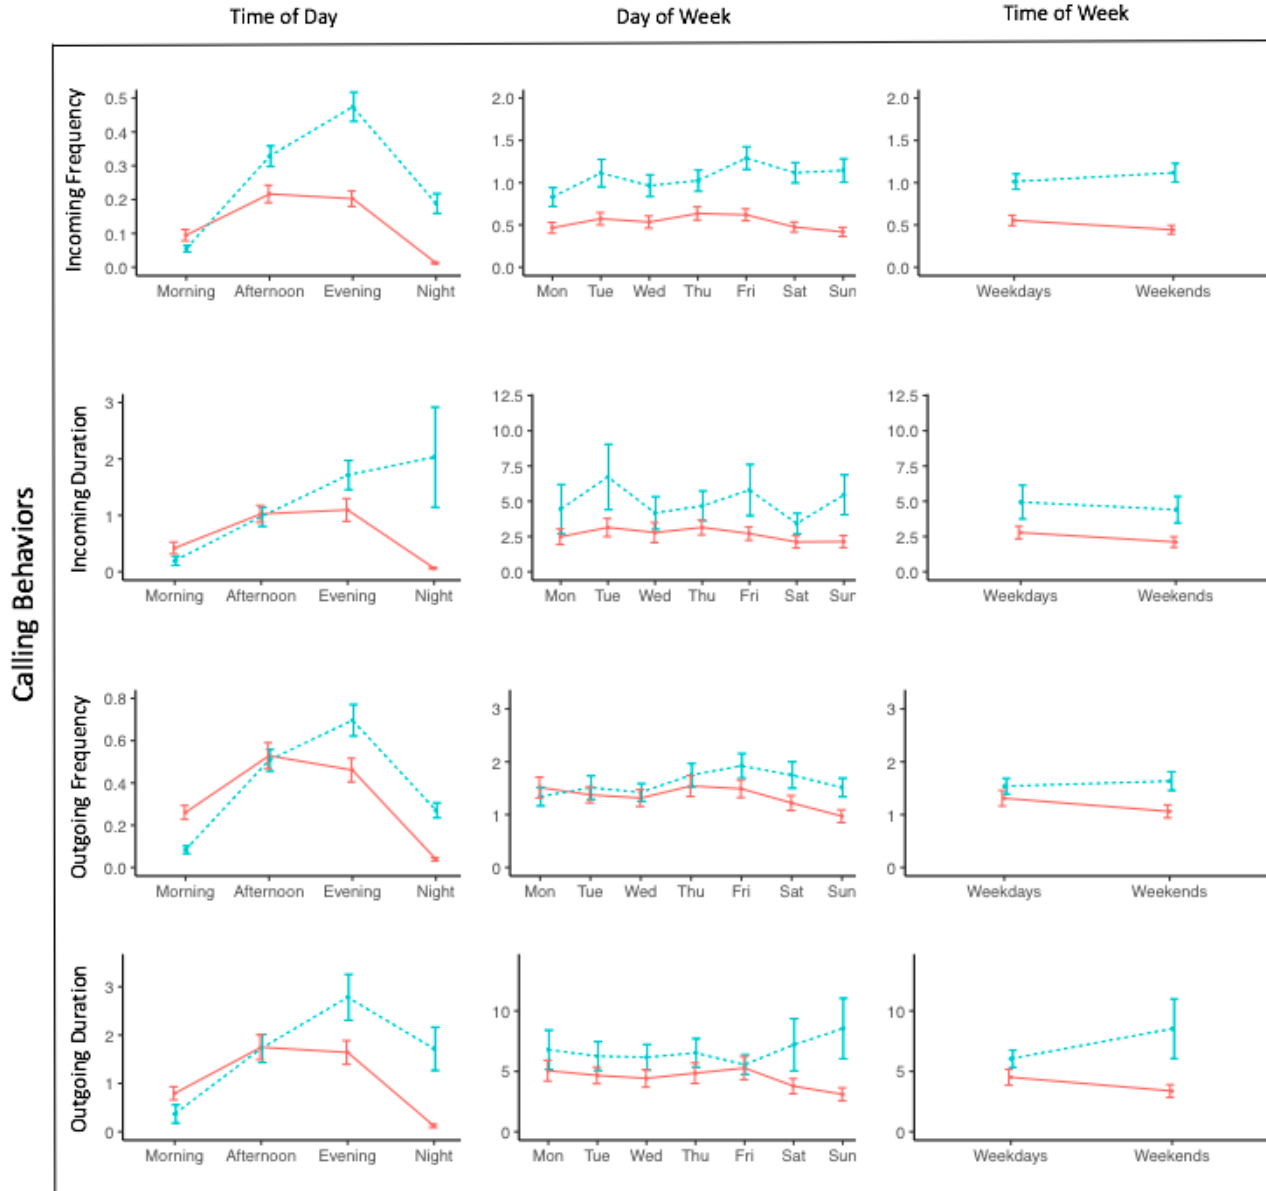 Time of Day Day of Week Time of Week
Calling Behaviors
Incoming Frequency
0.5 0.4 0.3 0.2 0.1 0.0
Morning Afternoon Evening Night
2.0 1.5 1.0 0.5 0.0
Mon Tue Wed Thu Fri Sat Sun
2.0 1.5 1.0 0.5 0.0
Weekdays Weekends
Incoming Duration
3 2 1 0
Morning Afternoon Evening Night
12.5 10.0 7.5 5.0 2.5 0.0
Mon Tue Wed Thu Fri Sat Sun
12.5 10.0 7.5 5.0 2.5 0.0
Weekdays Weekends
Outgoing Frequency
0.8 0.6 0.4 0.2 0.0
Morning Afternoon Evening Night
3 2 1 0
Mon Tue Wed Thu Fri Sat Sun
3 2 1 0
Weekdays Weekends
Outgoing Duration
3 2 1 0
Morning Afternoon Evening Night
10 5 0
Mon Tue Wed Thu Fri Sat Sun
10 5 0
Weekdays Weekends